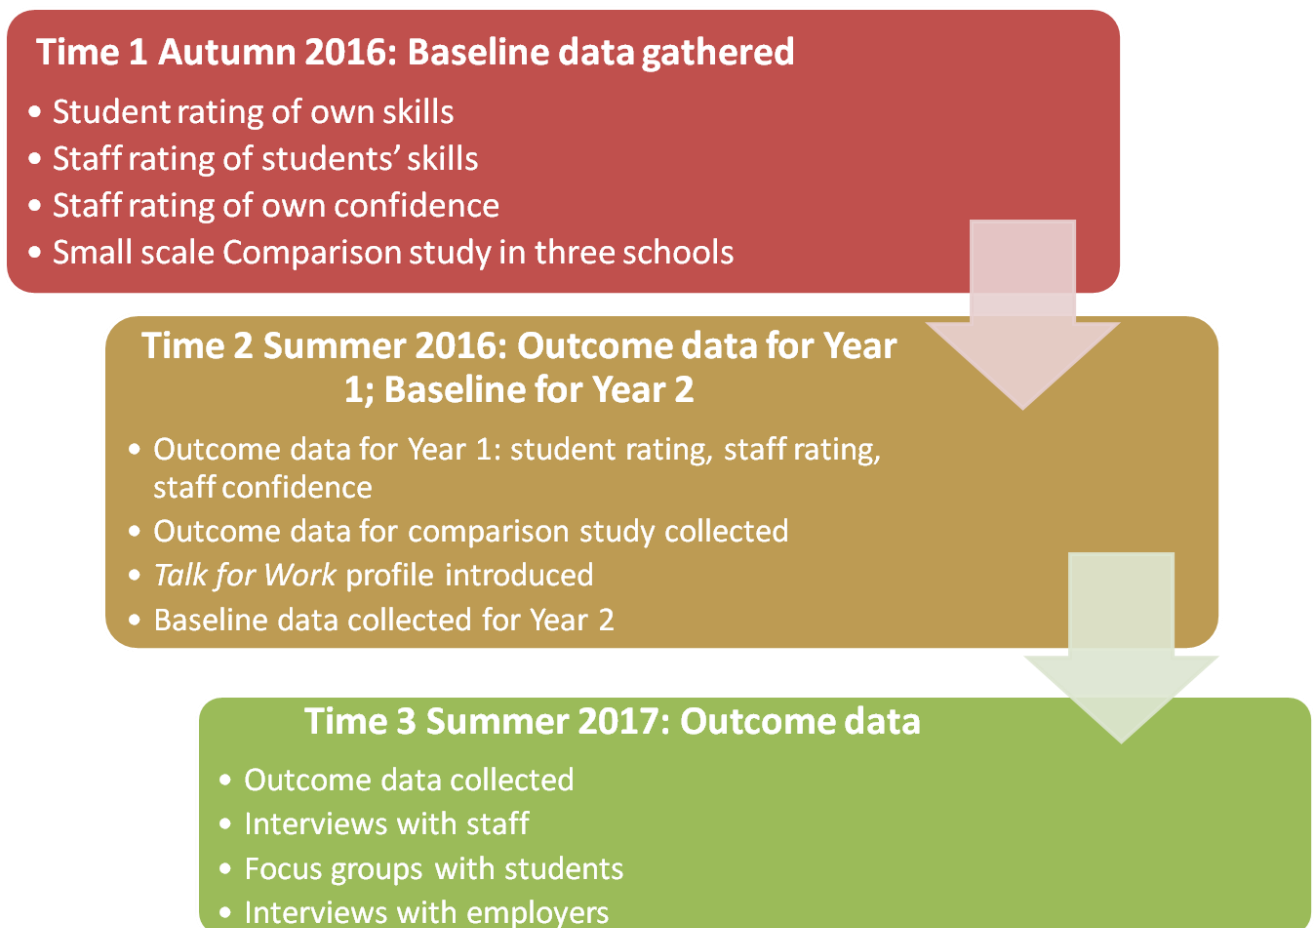 Time 1 Autumn 2016: Baseline data gathered
• Student rating of own skills
• Staff rating of students’ skills
• Staff rating of own confidence
• Small scale Comparison study in three schools
Time 2 Summer 2016: Outcome data for Year
1; Baseline for Year 2
• Outcome data for Year 1: student rating, staff rating,
staff confidence
• Outcome data for comparison study collected
• Talk for Work profile introduced
• Baseline data collected for Year 2
Time 3 Summer 2017: Outcome data
• Outcome data collected
• Interviews with staff
• Focus groups with students
• Interviews with employers